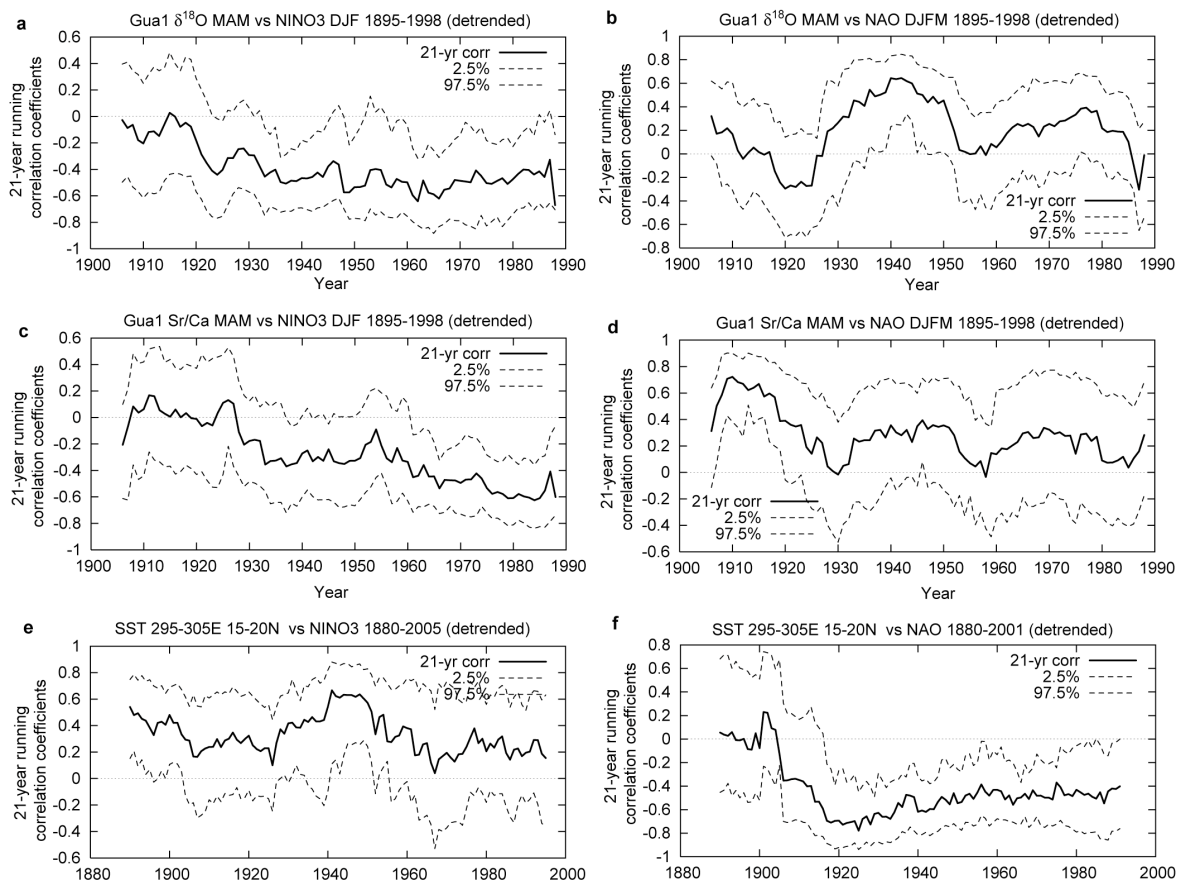 a
Gua1 δ18O MAM vs NINO3 DJF 1895-1998 (detrended)
21-year running
correlation coefficients
0.6
0.4
0.2
0
-0.2
-0.4
-0.6
-0.8
-1
21-yr corr
2.5%
97.5%
1900 1910 1920 1930 1940 1950 1960 1970 1980 1990
Year
b
Gua1 δ18O MAM vs NAO DJFM 1895-1998 (detrended)
21-year running
correlation coefficients
1
0.8
0.6
0.4
0.2
0
-0.2
-0.4
-0.6
-0.8
21-yr corr
2.5%
97.5%
1900 1910 1920 1930 1940 1950 1960 1970 1980 1990
Year
c
Gua1 Sr/Ca MAM vs NINO3 DJF 1895-1998 (detrended)
21-year running
correlation coefficients
0.6
0.4
0.2
0
-0.2
-0.4
-0.6
-0.8
-1
21-yr corr
2.5%
97.5%
1900 1910 1920 1930 1940 1950 1960 1970 1980 1990
Year
d
Gua1 Sr/Ca MAM vs NAO DJFM 1895-1998 (detrended)
21-year running
correlation coefficients
1
0.8
0.6
0.4
0.2
0
-0.2
-0.4
-0.6
21-yr corr
2.5%
97.5%
1900 1910 1920 1930 1940 1950 1960 1970 1980 1990
Year
e
SST 295-305E 15-20N vs NINO3 1880-2005 (detrended)
21-year running
correlation coefficients
1
0.8
0.6
0.4
0.2
0
-0.2
-0.4
-0.6
21-yr corr
2.5%
97.5%
1880 1900 1920 1940 1960 1980 2000
f
SST 295-305E 15-20N vs NAO 1880-2001 (detrended)
21-year running
correlation coefficients
0.8
0.6
0.4
0.2
0
-0.2
-0.4
-0.6
-0.8
-1
21-yr corr
2.5%
97.5%
1880 1900 1920 1940 1960 1980 2000